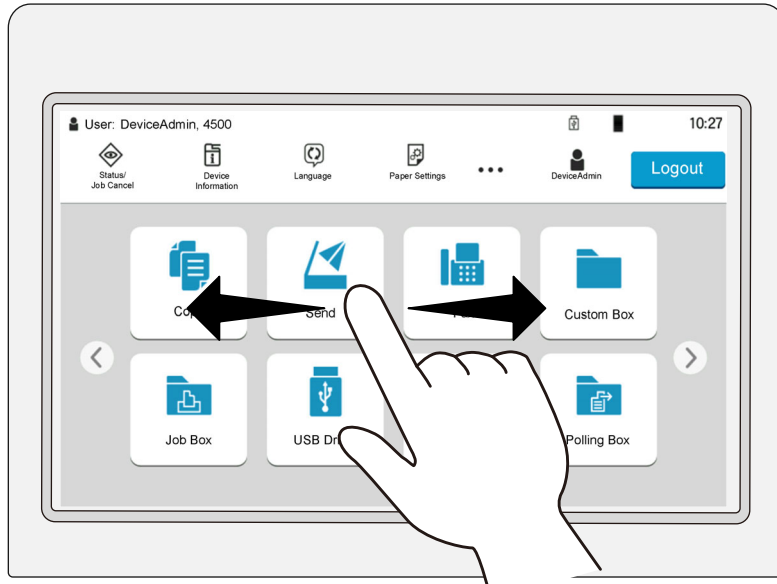 User: DeviceAdmin, 4500
10:27
Status/
Job Cancel
Device
Information
Language
Paper Settings
DeviceAdmin
Logout
Send
Custom Box
Job Box
USB
Polling Box